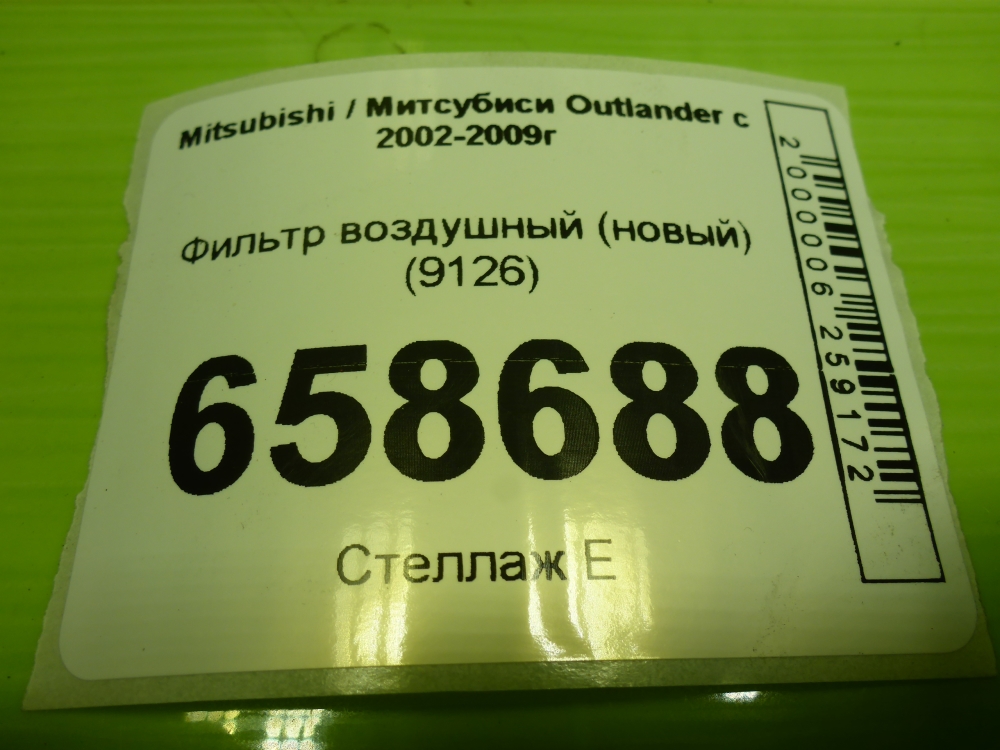 Mitsubishi / Митсубиси Outlander с
2002-2009г
Фильтр воздушный (новый)
(9126)
658688
Стеллаж Е
2000006259172